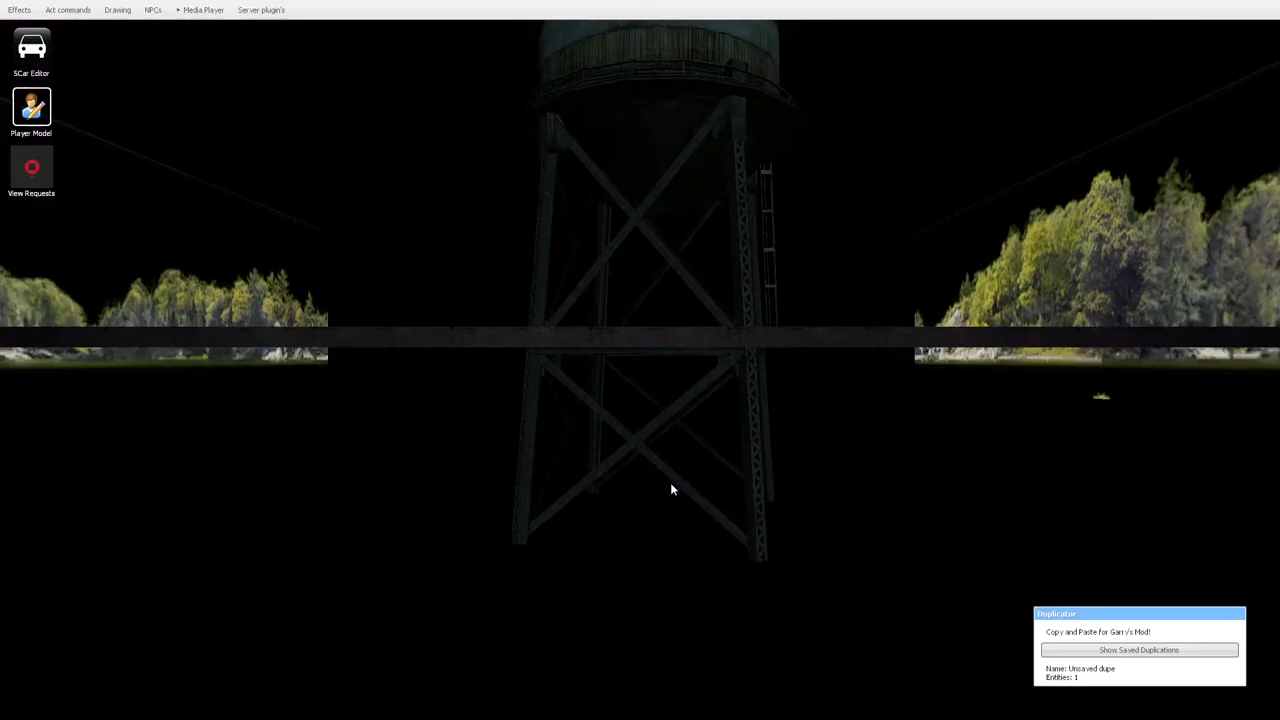 Effects Act commands Drawing NPCs Media Player Server plugin's
SCar Editor
Player Model
View Requests
Duplicator
Copy and Paste for Garry's Mod!
Show Saved Duplications
Name: Unsaved dupe
Entities: 1